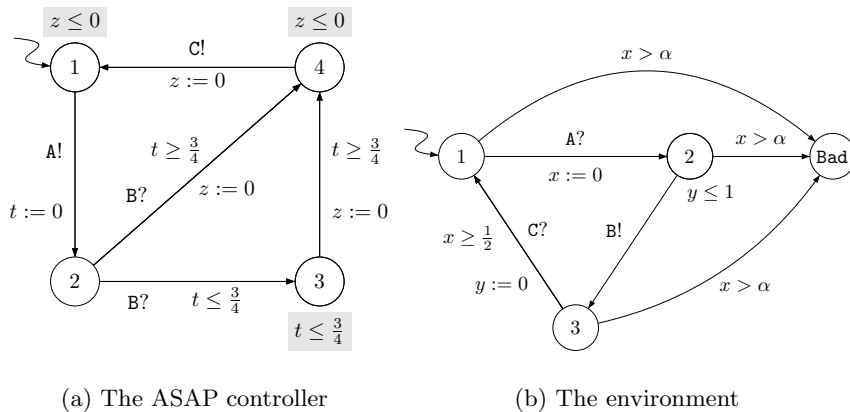 z ≤ 0
z ≤ 0
1
C!
z := 0
4
A!
t := 0
t ≥ 3/4
B?
z := 0
t ≥ 3/4
z := 0
2
B?
t ≤ 3/4
3
t ≤ 3/4
(a) The ASAP controller
x > α
1
A?
x := 0
2
x > α
Bad
y ≤ 1
x ≥ 1/2
C?
B!
y := 0
x > α
3
(b) The environment